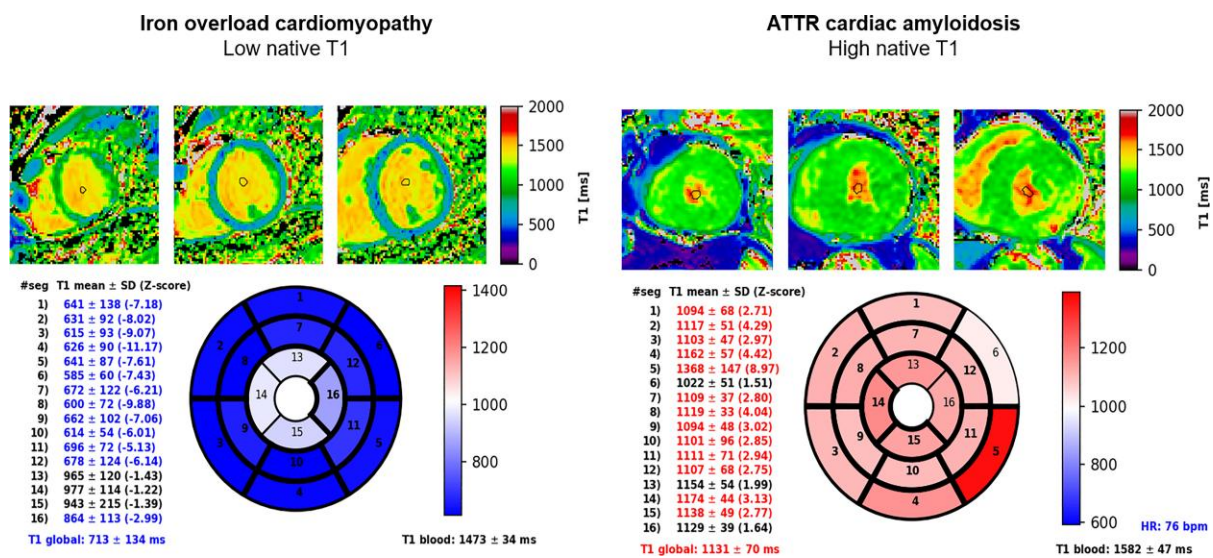 Iron overload cardiomyopathy
Low native T1
2000
1500
1000
500
0
T1 [ms]
#seg T1 mean ± SD (Z-score)
1) 641 ± 138 (-7.18)
2) 631 ± 92 (-8.02)
3) 615 ± 93 (-9.07)
4) 626 ± 90 (-11.17)
5) 641 ± 87 (-7.61)
6) 585 ± 60 (-7.43)
7) 672 ± 122 (-6.21)
8) 600 ± 72 (-9.88)
9) 662 ± 102 (-7.06)
10) 614 ± 54 (-6.01)
11) 696 ± 72 (-5.13)
12) 678 ± 124 (-6.14)
13) 965 ± 120 (-1.43)
14) 977 ± 114 (-1.22)
15) 943 ± 215 (-1.39)
16) 864 ± 113 (-2.99)
T1 global: 713 ± 134 ms
1
2
3
4
5
6
7
8
9
10
11
12
13
14
15
16
1400
1200
1000
800
T1 blood: 1473 ± 34 ms
ATTR cardiac amyloidosis
High native T1
2000
1500
1000
500
0
T1 [ms]
#seg T1 mean ± SD (Z-score)
1) 1094 ± 68 (2.71)
2) 1117 ± 51 (4.29)
3) 1103 ± 47 (2.97)
4) 1162 ± 57 (4.42)
5) 1368 ± 147 (8.97)
6) 1022 ± 51 (1.51)
7) 1109 ± 37 (2.80)
8) 1119 ± 33 (4.04)
9) 1094 ± 48 (3.02)
10) 1101 ± 96 (2.85)
11) 1111 ± 71 (2.94)
12) 1107 ± 68 (2.75)
13) 1154 ± 54 (1.99)
14) 1174 ± 44 (3.13)
15) 1138 ± 49 (2.77)
16) 1129 ± 39 (1.64)
T1 global: 1131 ± 70 ms
1
2
3
4
5
6
7
8
9
10
11
12
13
14
15
16
1200
1000
800
600
HR: 76 bpm
T1 blood: 1582 ± 47 ms